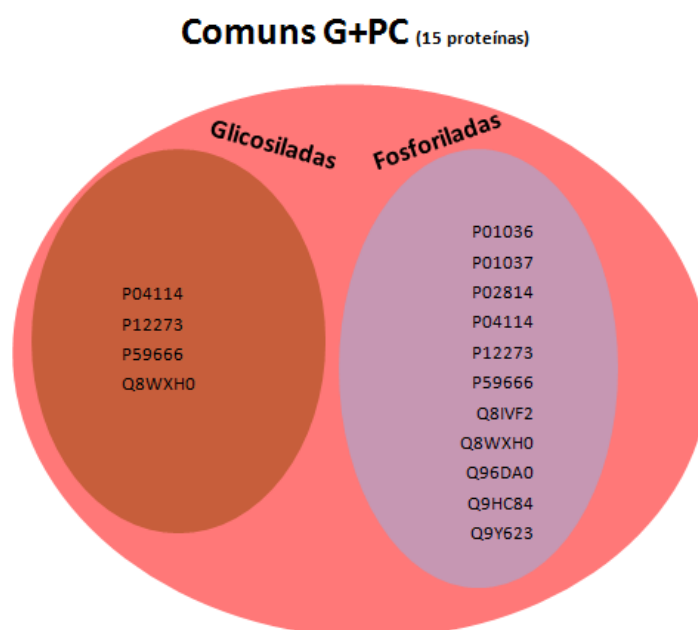 Comuns G+PC (15 proteínas)
Glicosiladas
Fosforiladas
P04114
P12273
P59666
Q8WXH0
P01036
P01037
P02814
P04114
P12273
P59666
Q8IVF2
Q8WXH0
Q96DA0
Q9HC84
Q9Y623